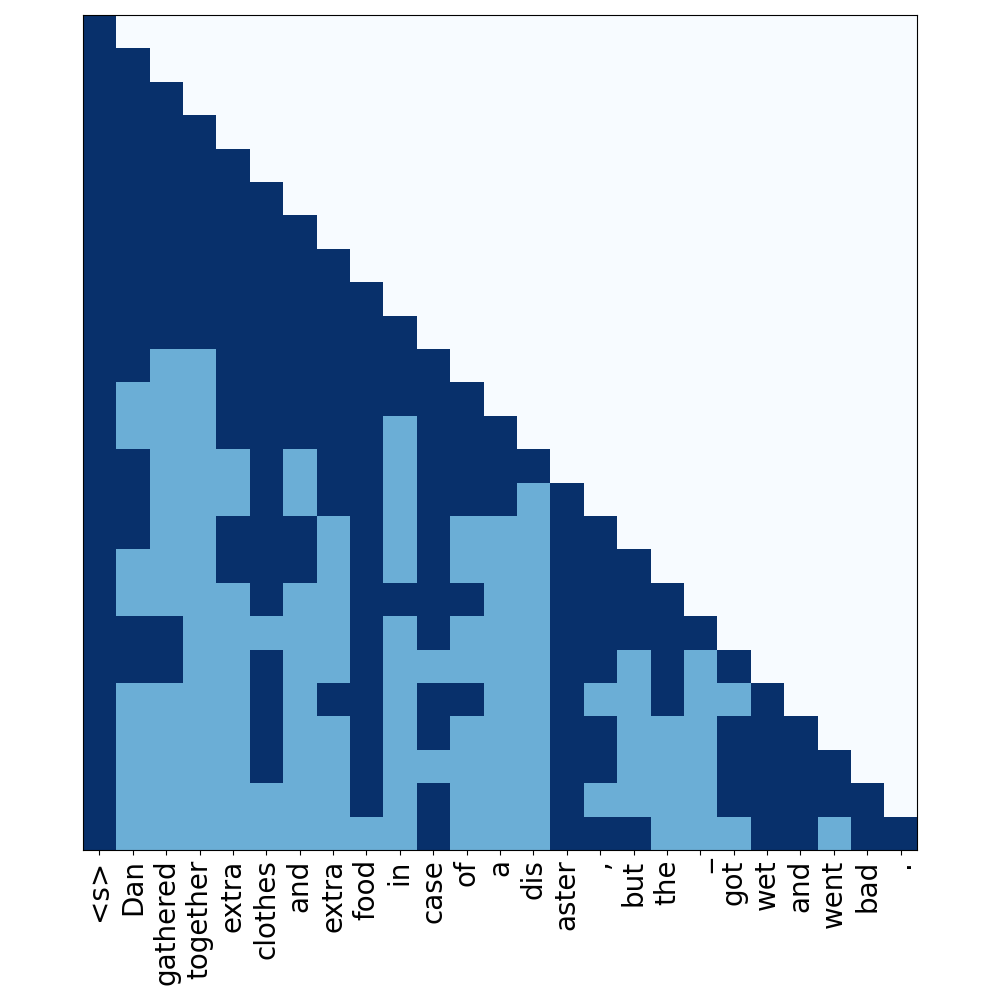 <s> Dan gathered together extra clothes and extra food in case of a dis aster , but the _ got wet and went bad .